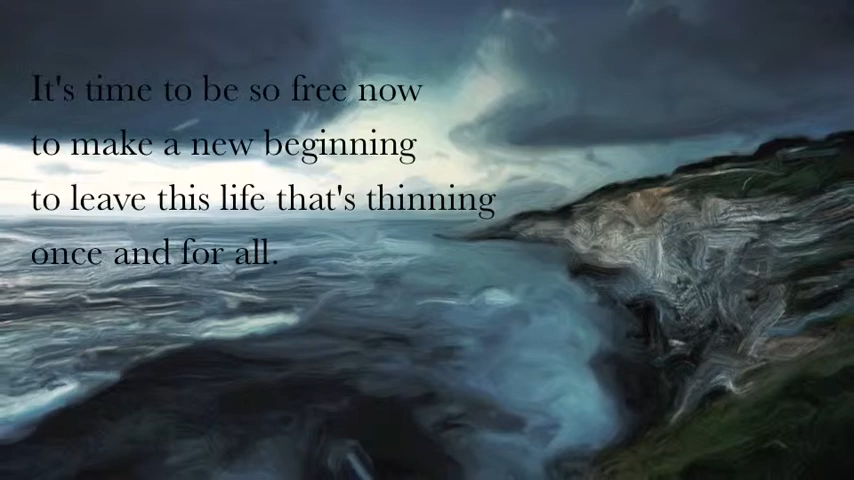 It's time to be so free now
to make a new beginning
to leave this life that's thinning
once and for all.